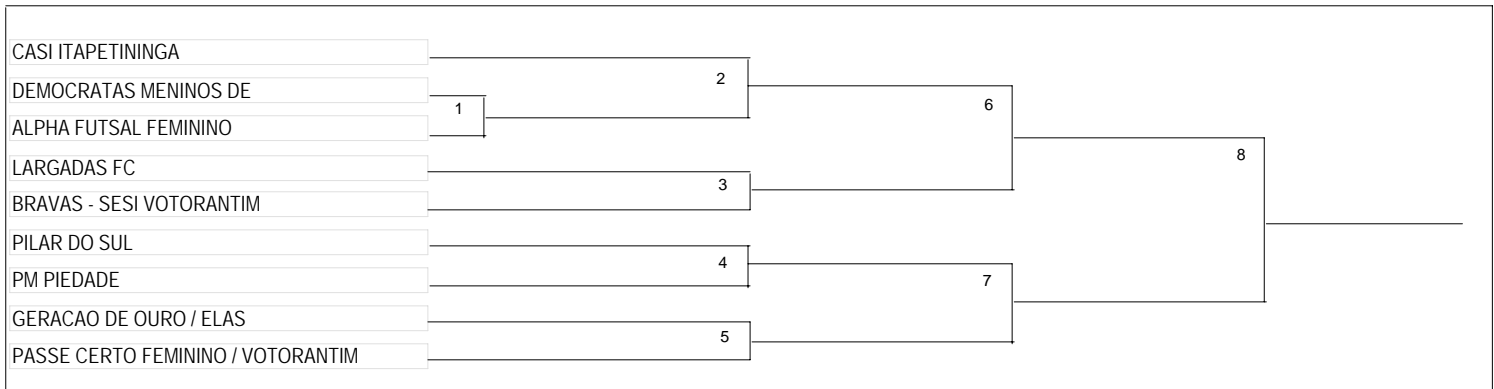 CASI ITAPETININGA
DEMOCRATAS MENINOS DE
ALPHA FUTSAL FEMININO
LARGADAS FC
BRAVAS - SESI VOTORANTIM
PILAR DO SUL
PM PIEDADE
GERACAO DE OURO / ELAS
PASSE CERTO FEMININO / VOTORANTIM
1
2
3
4
5
6
7
8